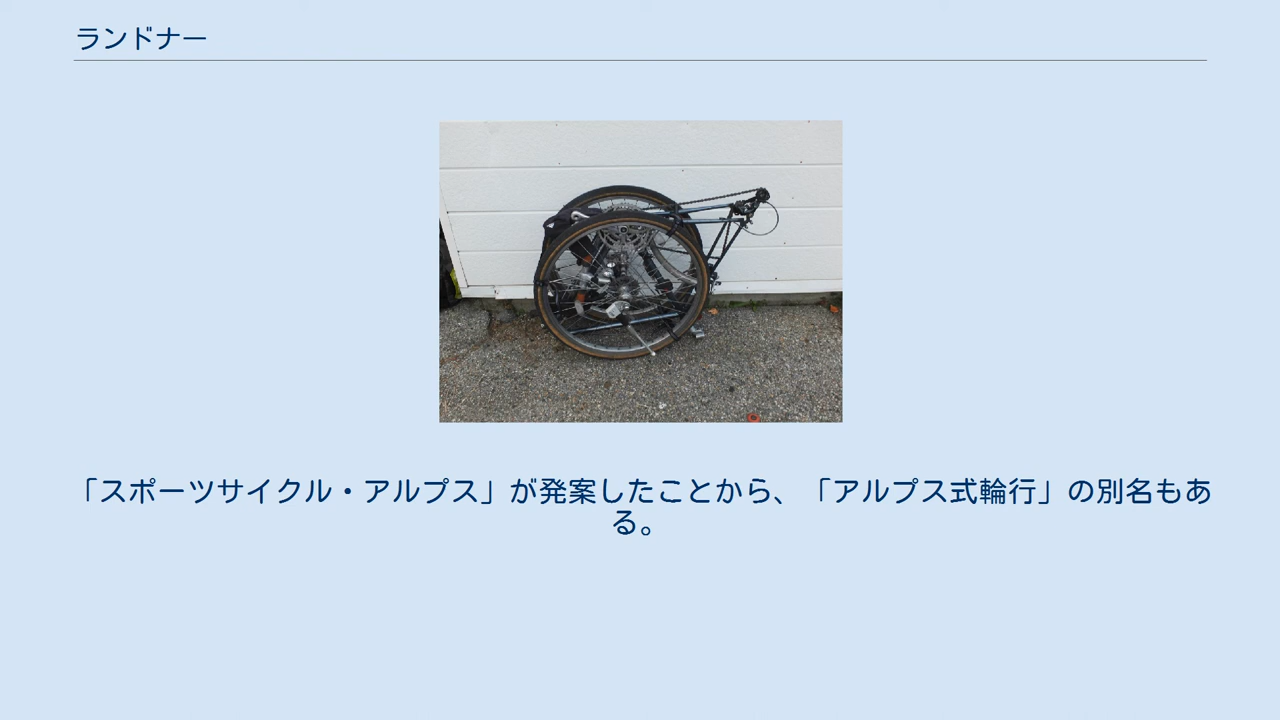 ランドナー
「スポーツサイクル・アルプス」が発案したことから、「アルプス式輪行」の別名もあ
る。